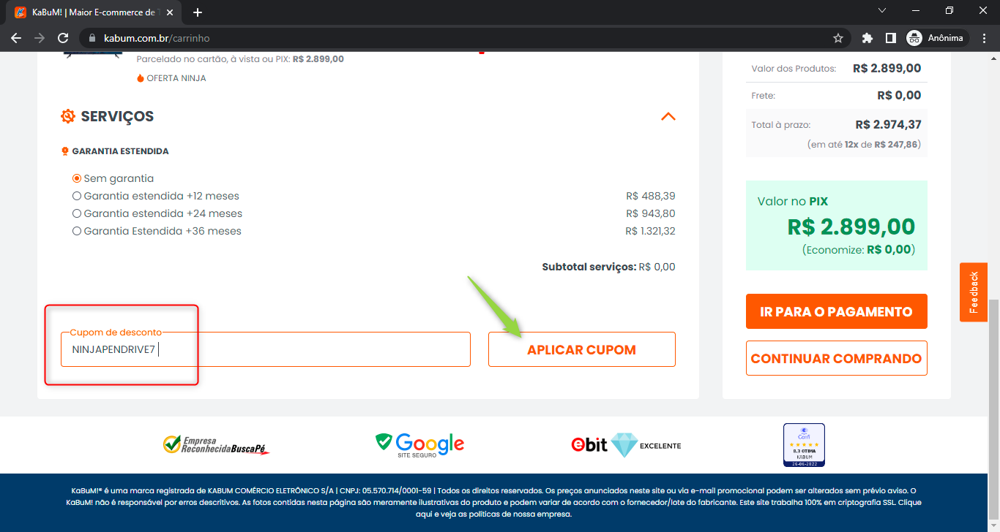 KaBuM! | Maior E-commerce de T
kabum.com.br/carrinho
Anônima
Parcelado no cartão, à vista ou PIX: R$ 2.899,00
OFERTA NINJA
SERVIÇOS
GARANTIA ESTENDIDA
Sem garantia
Garantia estendida +12 meses R$ 488,39
Garantia estendida +24 meses R$ 943,80
Garantia Estendida +36 meses R$ 1.321,32
Subtotal serviços: R$ 0,00
Cupom de desconto
NINJAPENDRIVE7
APLICAR CUPOM
Valor dos Produtos: R$ 2.899,00
Frete: R$ 0,00
Total à prazo: R$ 2.974,37
(em até 12x de R$ 247,86)
Valor no PIX
R$ 2.899,00
(Economize: R$ 0,00)
IR PARA O PAGAMENTO
CONTINUAR COMPRANDO
Feedback
Empresa
ReconhecidaBuscaPé
Google
SITE SEGURO
ebit EXCELENTE
Confi
8.3 OTIMA
KABUM
26-06-2022
KaBuM!® é uma marca registrada de KABUM COMÉRCIO ELETRÔNICO S/A | CNPJ: 05.570.714/0001-59 | Todos os direitos reservados. Os preços anunciados neste site ou via e-mail promocional podem ser alterados sem prévio aviso. O
KaBuM! não é responsável por erros descritivos. As fotos contidas nesta página são meramente ilustrativas do produto e podem variar de acordo com o fornecedor/lote do fabricante. Este site trabalha 100% em criptografia SSL. Clique
aqui e veja as políticas de nossa empresa.